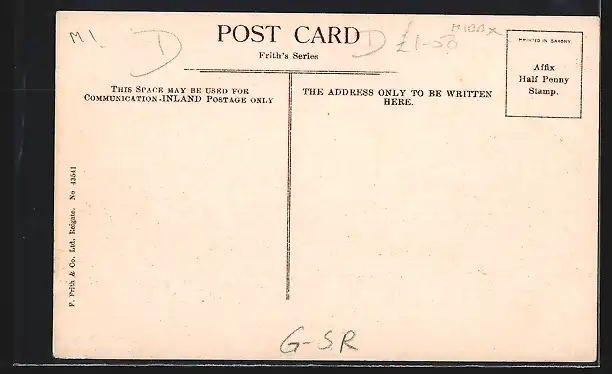 M1
D
POST CARD
D
£1-50
MIDDX
Frith's Series
PRINTED IN SAXONY.
Affix
Half Penny
Stamp.
THIS SPACE MAY BE USED FOR
COMMUNICATION-INLAND POSTAGE ONLY
THE ADDRESS ONLY TO BE WRITTEN
HERE.
F. Frith & Co. Ltd. Reigate. No 43541
G-SR